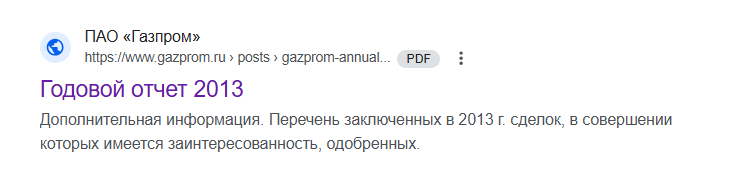 ПАО «Газпром»
https://www.gazprom.ru › posts › gazprom-annual... PDF
Годовой отчет 2013
Дополнительная информация. Перечень заключенных в 2013 г. сделок, в совершении
которых имеется заинтересованность, одобренных.